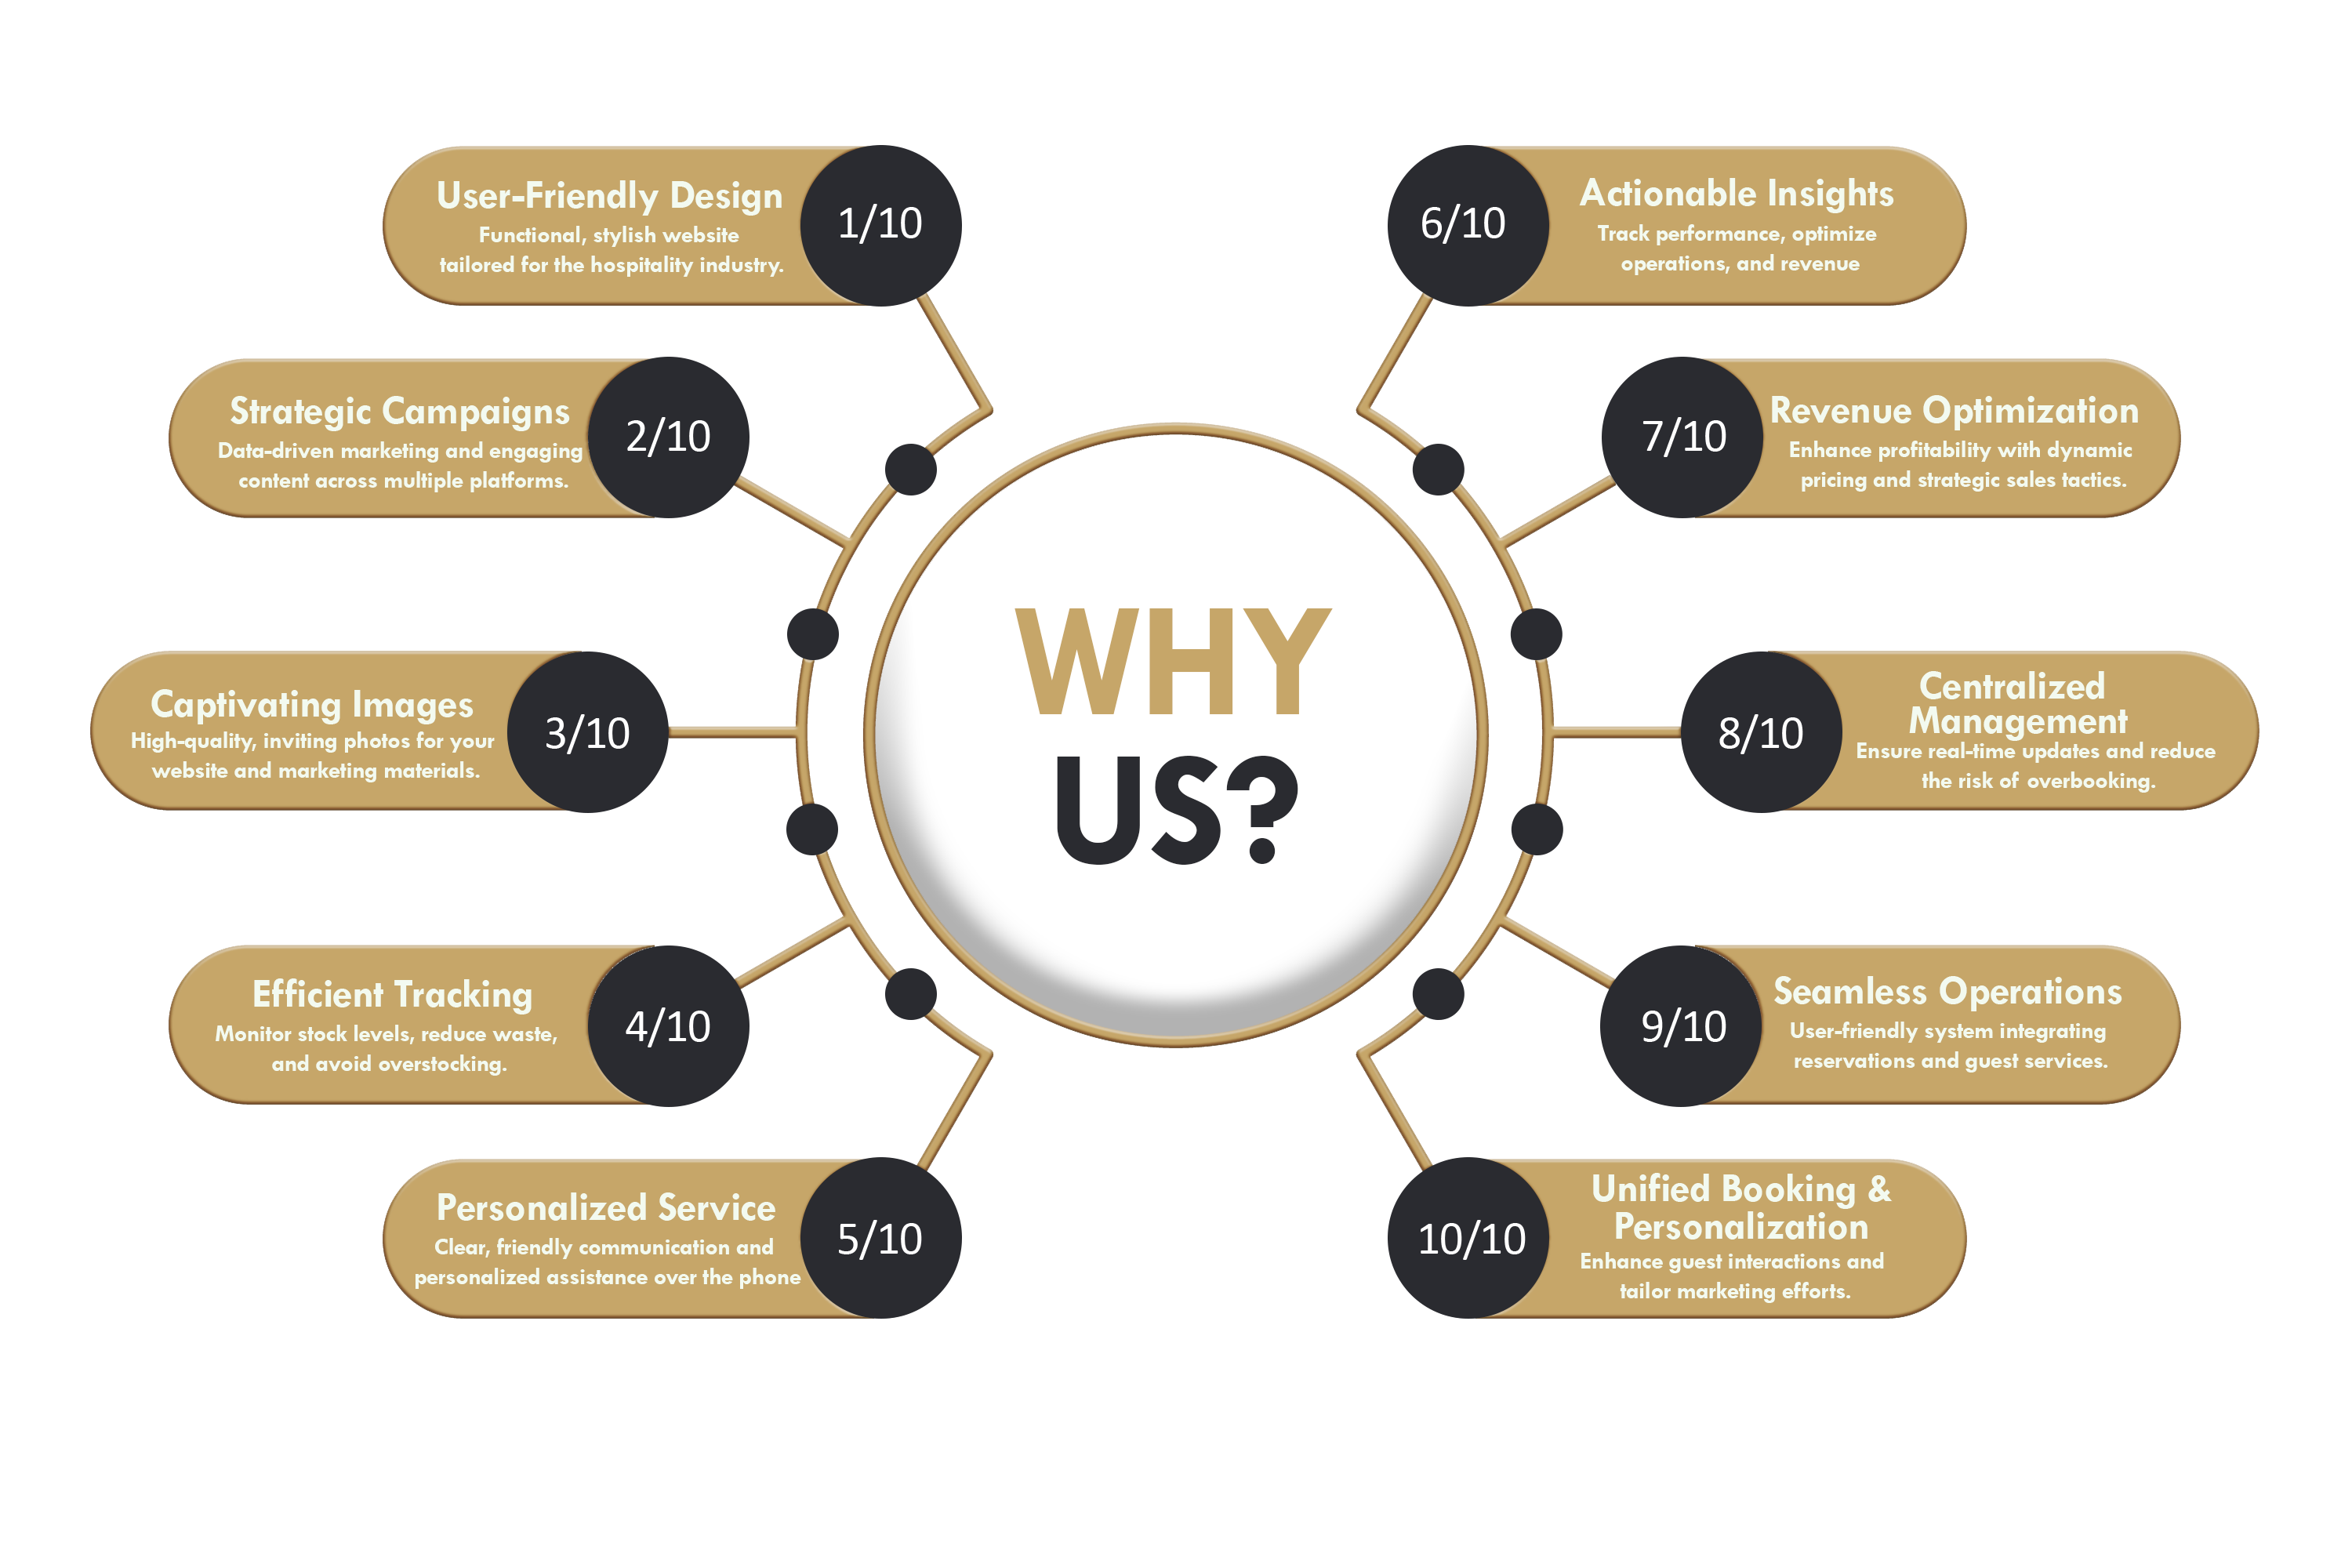 WHY
US?
1/10
User-Friendly Design
Functional, stylish website
tailored for the hospitality industry.
2/10
Strategic Campaigns
Data-driven marketing and engaging
content across multiple platforms.
3/10
Captivating Images
High-quality, inviting photos for your
website and marketing materials.
4/10
Efficient Tracking
Monitor stock levels, reduce waste,
and avoid overstocking.
5/10
Personalized Service
Clear, friendly communication and
personalized assistance over the phone
6/10
Actionable Insights
Track performance, optimize
operations, and revenue
7/10
Revenue Optimization
Enhance profitability with dynamic
pricing and strategic sales tactics.
8/10
Centralized
Management
Ensure real-time updates and reduce
the risk of overbooking.
9/10
Seamless Operations
User-friendly system integrating
reservations and guest services.
10/10
Unified Booking &
Personalization
Enhance guest interactions and
tailor marketing efforts.